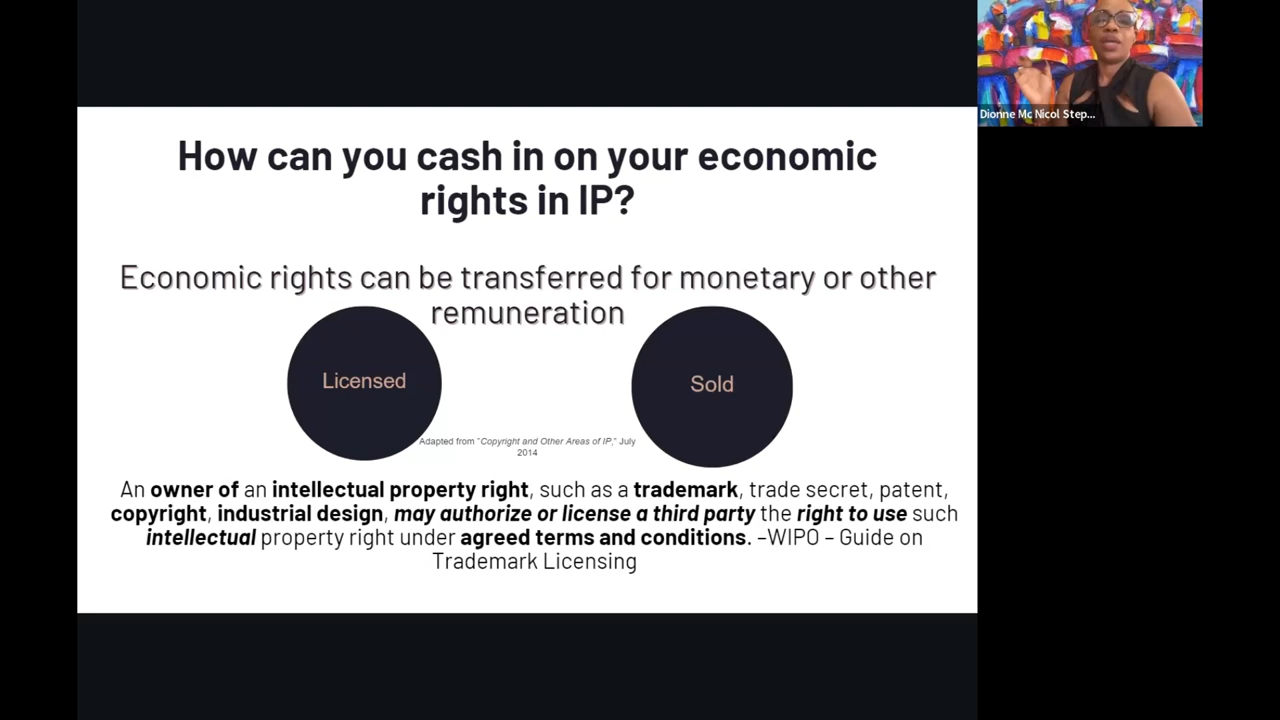 Dionne Mc Nicol Step...
How can you cash in on your economic
rights in IP?
Economic rights can be transferred for monetary or other
remuneration
Licensed
Sold
Adapted from "Copyright and Other Areas of IP," July
2014
An owner of an intellectual property right, such as a trademark, trade secret, patent,
copyright, industrial design, may authorize or license a third party the right to use such
intellectual property right under agreed terms and conditions. –WIPO – Guide on
Trademark Licensing